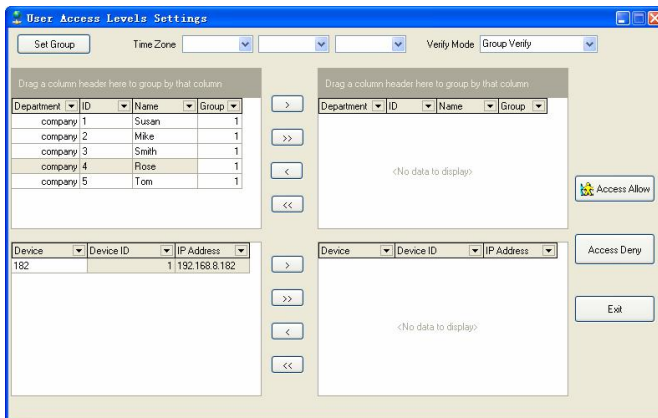 User Access Levels Settings
Set Group Time Zone Verify Mode Group Verify
Drag a column header here to group by that column
Department ID Name Group
company 1 Susan 1
company 2 Mike 1
company 3 Smith 1
company 4 Rose 1
company 5 Tom 1
>
>>
<
<<
Drag a column header here to group by that column
Department ID Name Group
<No data to display>
Device Device ID IP Address
182 1 192.168.8.182
>
>>
<
<<
Device Device ID IP Address
<No data to display>
Access Allow
Access Deny
Exit